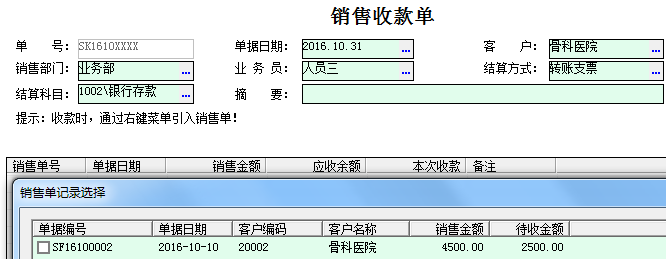 销售收款单
单 号: SK1610XXXX 单据日期: 2016.10.31 ... 客 户: 骨科医院 ...
销售部门: 业务部 ... 业 务 员: 人员三 ... 结算方式: 转账支票 ...
结算科目: 1002\银行存款 ... 摘 要:
提示: 收款时, 通过右键菜单引入销售单!
销售单号 单据日期 销售金额 应收余额 本次收款 备注
销售单记录选择
单据编号 单据日期 客户编码 客户名称 销售金额 待收金额
SF16100002 2016-10-10 20002 骨科医院 4500.00 2500.00